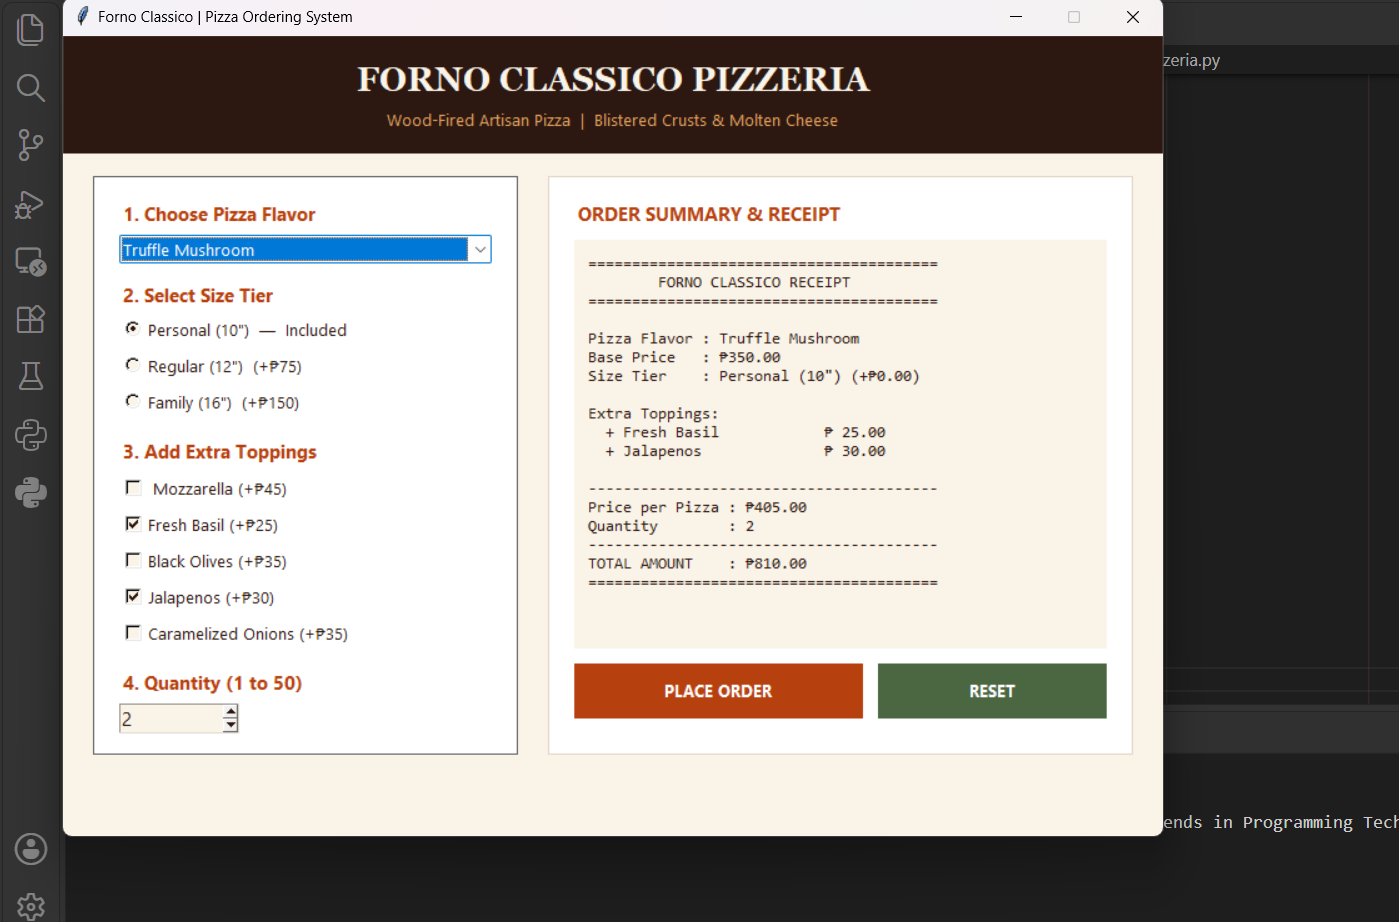 Forno Classico | Pizza Ordering System
zzeria.py
FORNO CLASSICO PIZZERIA
Wood-Fired Artisan Pizza | Blistered Crusts & Molten Cheese
1. Choose Pizza Flavor
Truffle Mushroom
2. Select Size Tier
Personal (10") — Included
Regular (12") (+₱75)
Family (16") (+₱150)
3. Add Extra Toppings
Mozzarella (+₱45)
Fresh Basil (+₱25)
Black Olives (+₱35)
Jalapenos (+₱30)
Caramelized Onions (+₱35)
4. Quantity (1 to 50)
2
ORDER SUMMARY & RECEIPT
========================================
FORNO CLASSICO RECEIPT
========================================
Pizza Flavor : Truffle Mushroom
Base Price : ₱350.00
Size Tier : Personal (10") (+₱0.00)
Extra Toppings:
+ Fresh Basil ₱ 25.00
+ Jalapenos ₱ 30.00
----------------------------------------
Price per Pizza : ₱405.00
Quantity : 2
----------------------------------------
TOTAL AMOUNT : ₱810.00
========================================
PLACE ORDER
RESET
ends in Programming Tech